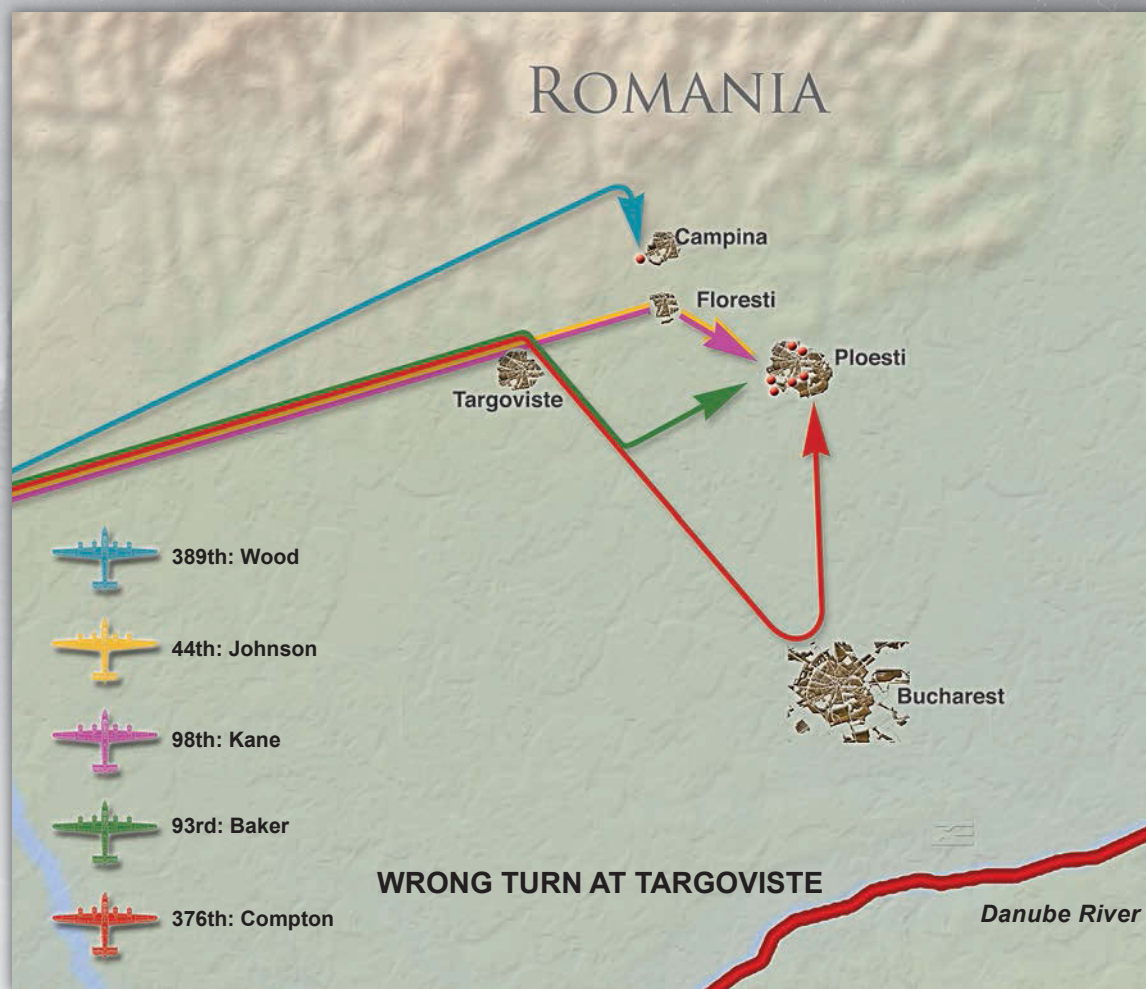 ROMANIA
Campina
Floresti
Ploesti
Targoviste
389th: Wood
44th: Johnson
Bucharest
98th: Kane
93rd: Baker
WRONG TURN AT TARGOVISTE
376th: Compton
Danube River